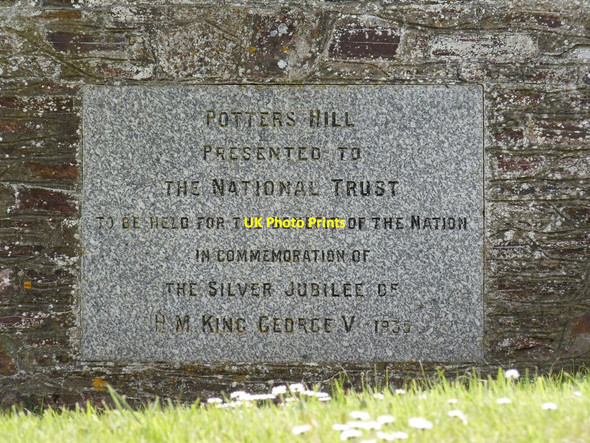 POTTERS HILL
PRESENTED TO
THE NATIONAL TRUST
TO BE HELD FOR OF THE NATION
UK Photo Prints
IN COMMEMORATION OF
THE SILVER JUBILEE OF
H M KING GEORGE V 1935